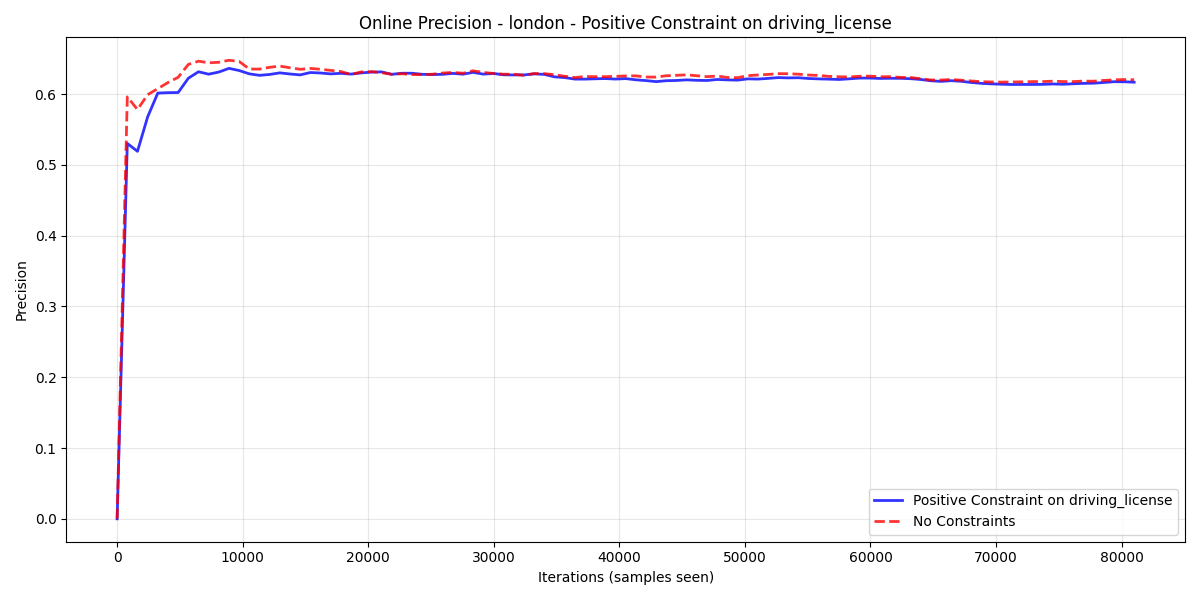 Online Precision - london - Positive Constraint on driving_license
Precision
0.6
0.5
0.4
0.3
0.2
0.1
0.0
0 10000 20000 30000 40000 50000 60000 70000 80000
Iterations (samples seen)
Positive Constraint on driving_license
No Constraints